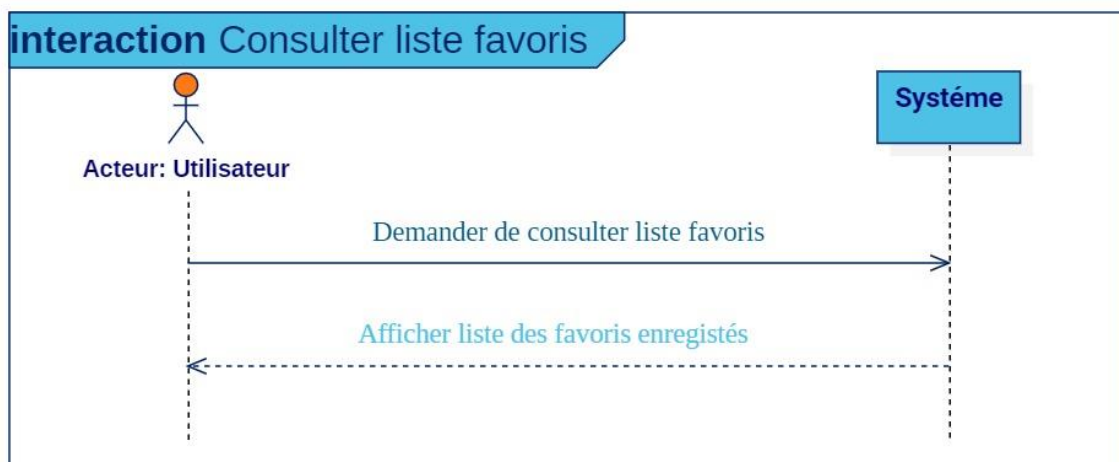 interaction Consulter liste favoris
Systéme
Acteur: Utilisateur
Demander de consulter liste favoris
Afficher liste des favoris enregistés